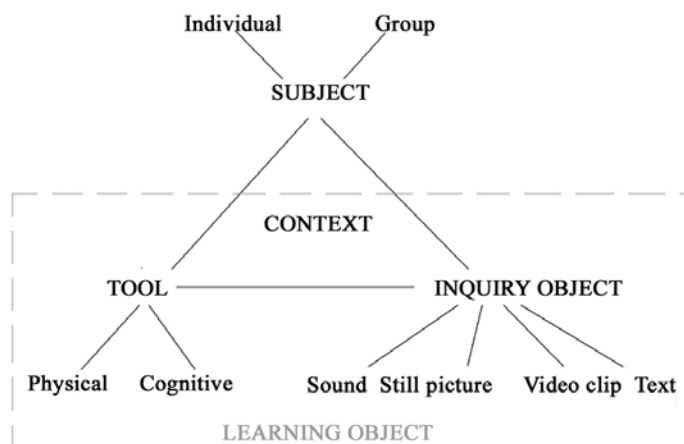 Individual Group
SUBJECT
CONTEXT
TOOL INQUIRY OBJECT
Physical Cognitive Sound Still picture Video clip Text
LEARNING OBJECT